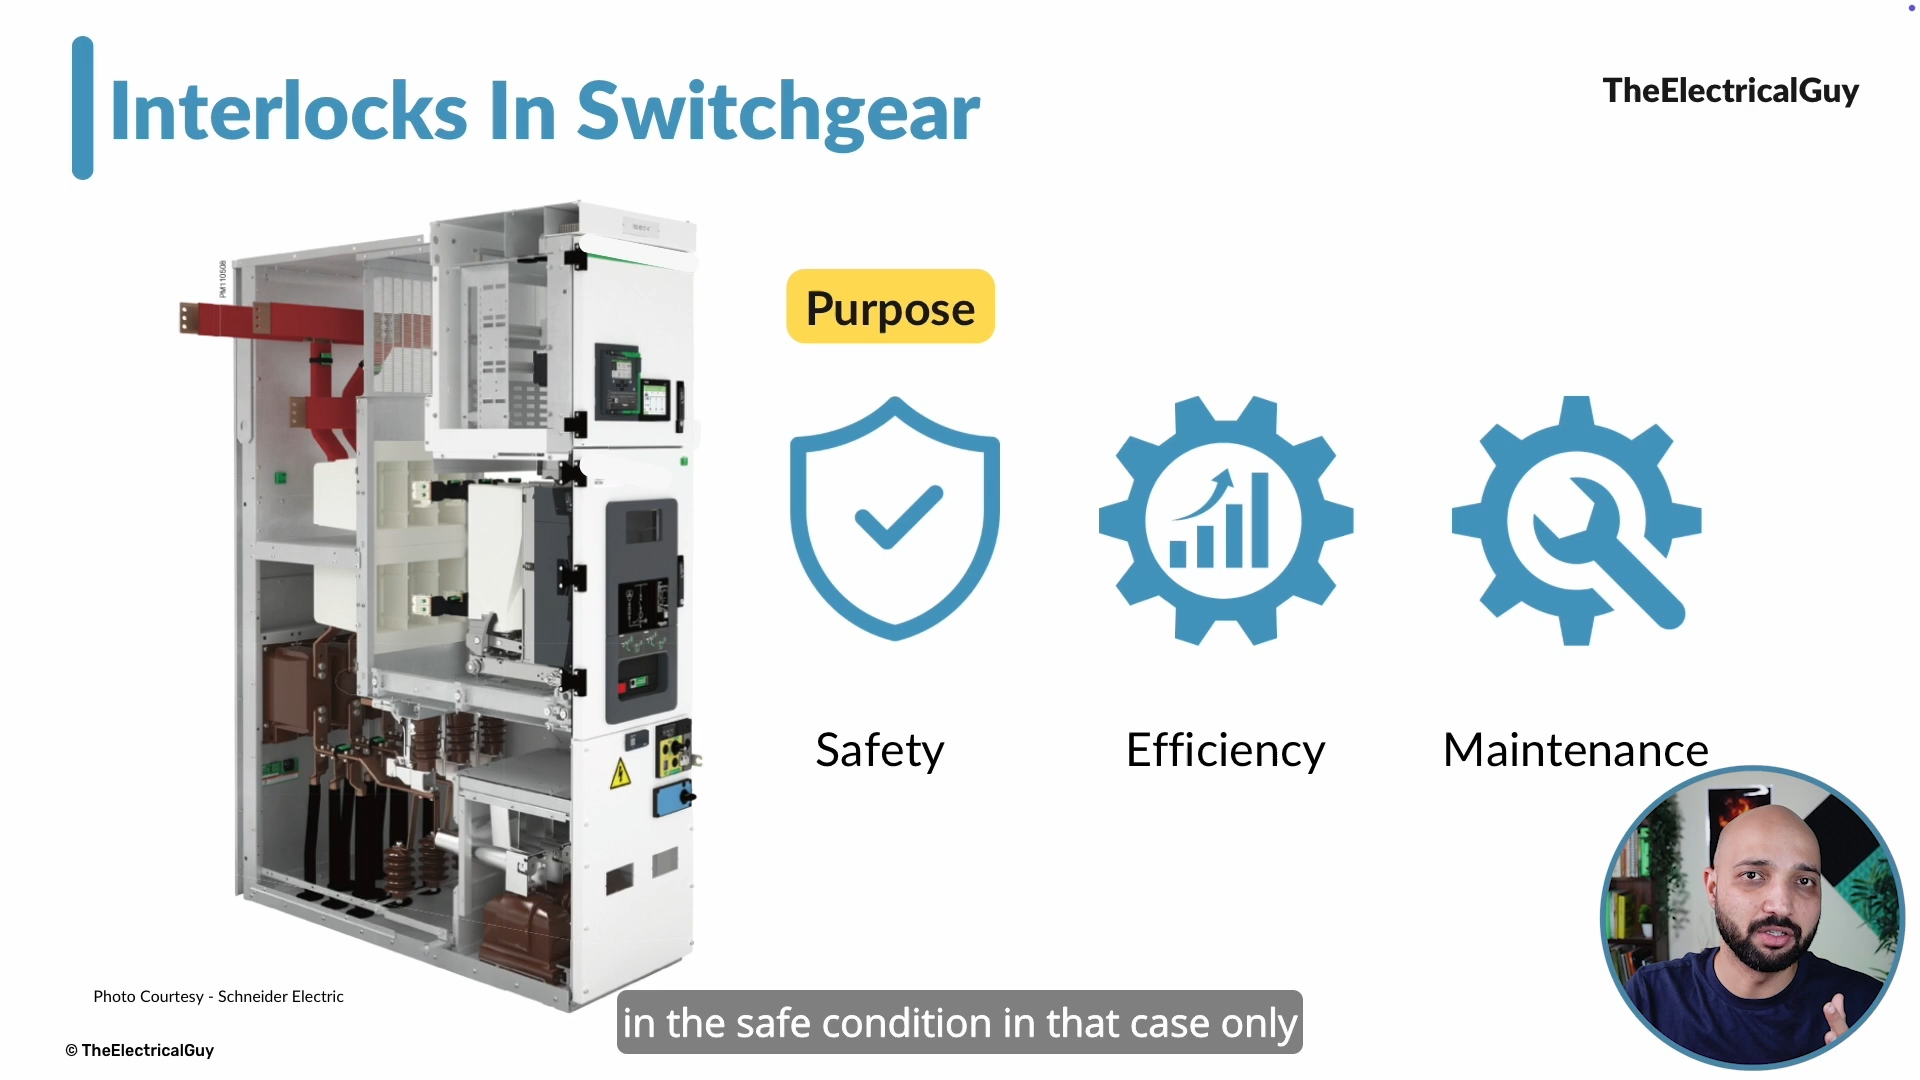 Interlocks In Switchgear
TheElectricalGuy
PM110508
Purpose
Safety
Efficiency
Maintenance
Photo Courtesy - Schneider Electric
in the safe condition in that case only
© TheElectricalGuy